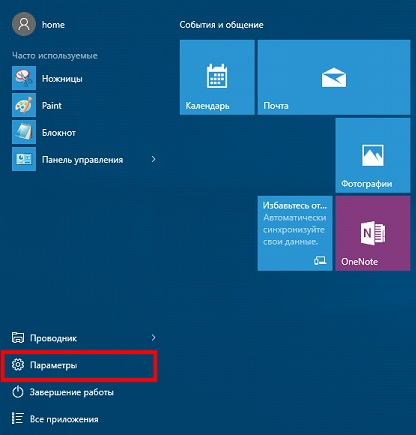 home
Часто используемые
Ножницы
Paint
Блокнот
Панель управления
События и общение
Календарь
Почта
Фотографии
Избавьтесь от...
Автоматически
синхронизуйте
свои данные.
OneNote
Проводник
Параметры
Завершение работы
Все приложения